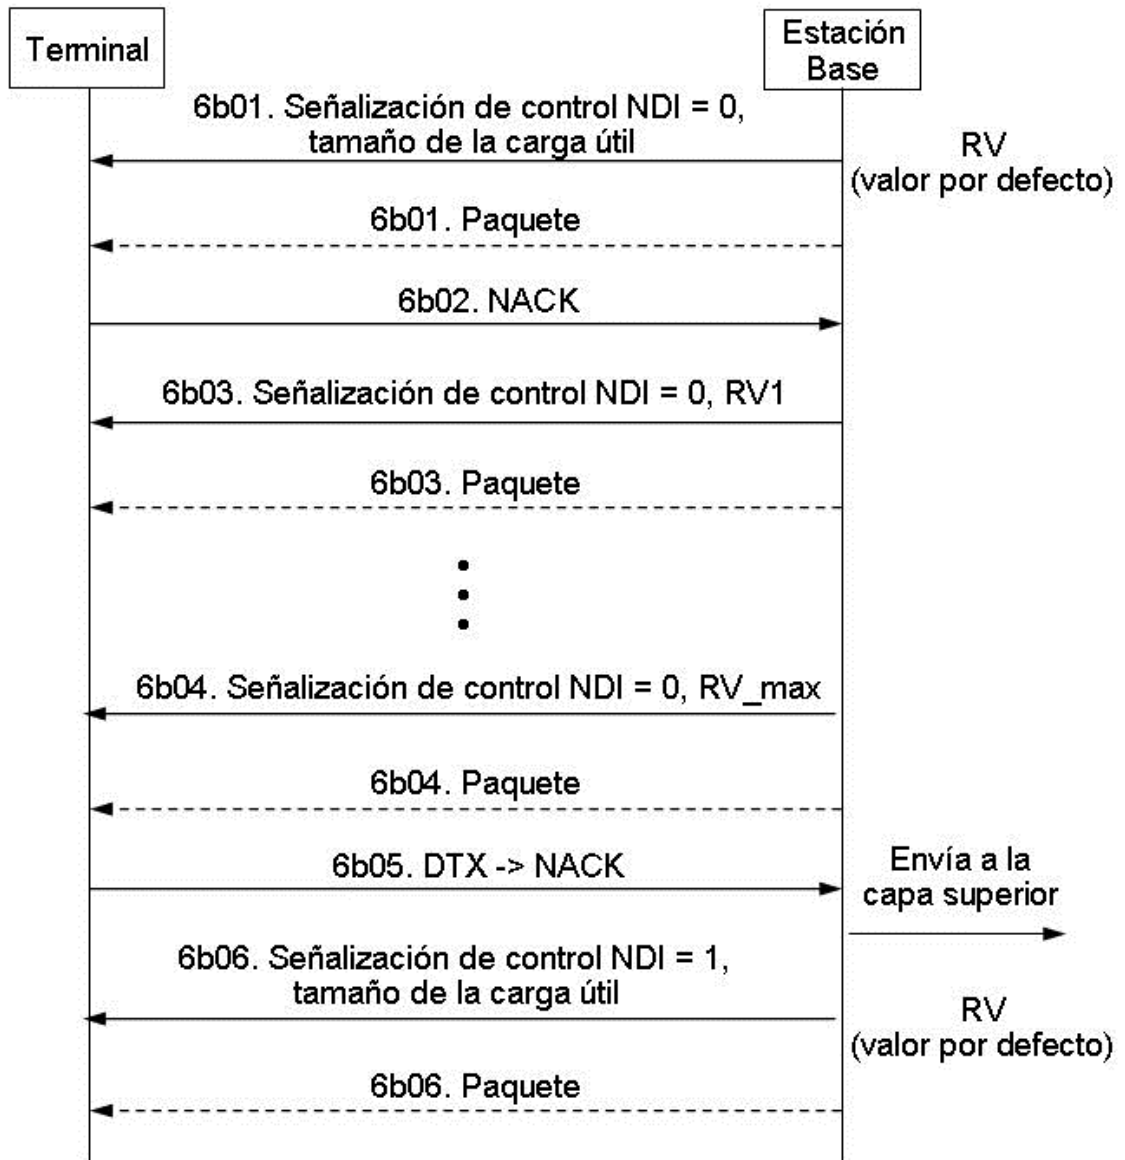 Terminal
Estación
Base
6b01. Señalización de control NDI = 0,
tamaño de la carga útil
RV
(valor por defecto)
6b01. Paquete
6b02. NACK
6b03. Señalización de control NDI = 0, RV1
6b03. Paquete
6b04. Señalización de control NDI = 0, RV_max
6b04. Paquete
6b05. DTX -> NACK
Envía a la
capa superior
6b06. Señalización de control NDI = 1,
tamaño de la carga útil
RV
(valor por defecto)
6b06. Paquete